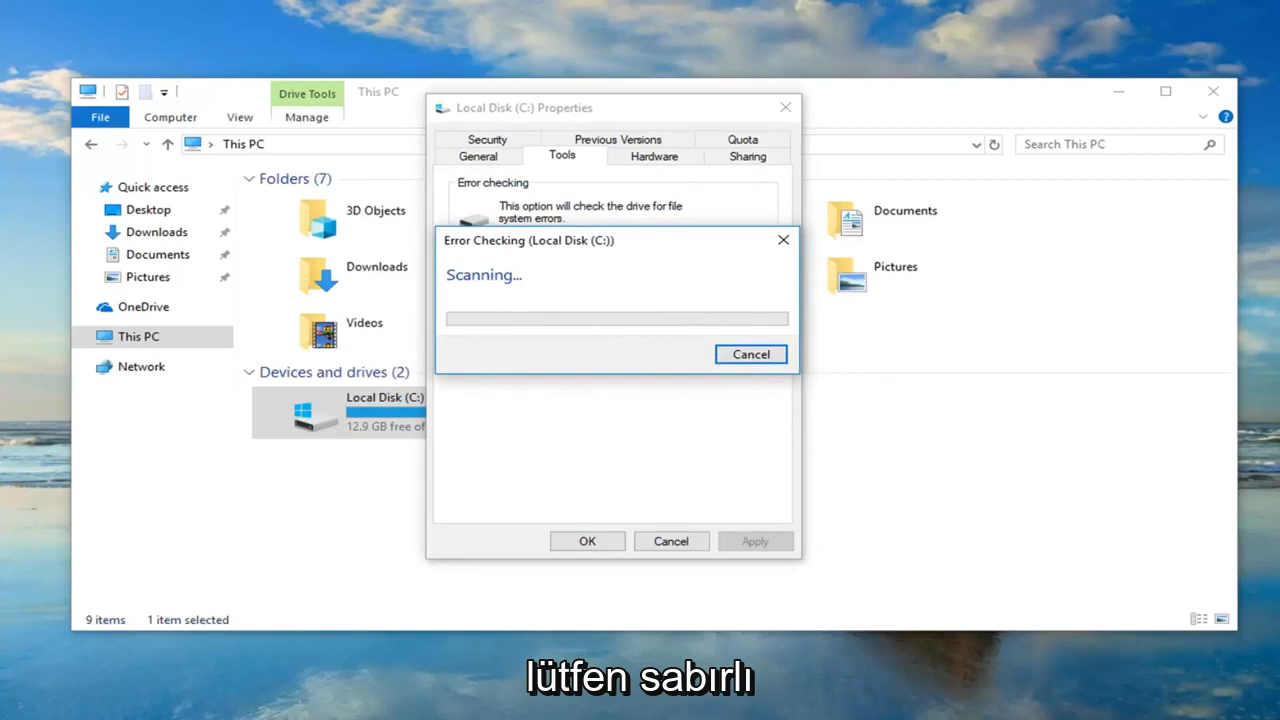 Drive Tools
This PC
File
Computer
View
Manage
This PC
Search This PC
Quick access
Desktop
Downloads
Documents
Pictures
OneDrive
This PC
Network
Folders (7)
3D Objects
Downloads
Videos
Documents
Pictures
Devices and drives (2)
Local Disk (C:)
12.9 GB free of
9 items
1 item selected
Local Disk (C:) Properties
Security
Previous Versions
Quota
General
Tools
Hardware
Sharing
Error checking
This option will check the drive for file
system errors.
Error Checking (Local Disk (C:))
Scanning...
Cancel
OK
Cancel
Apply
lütfen sabırlı